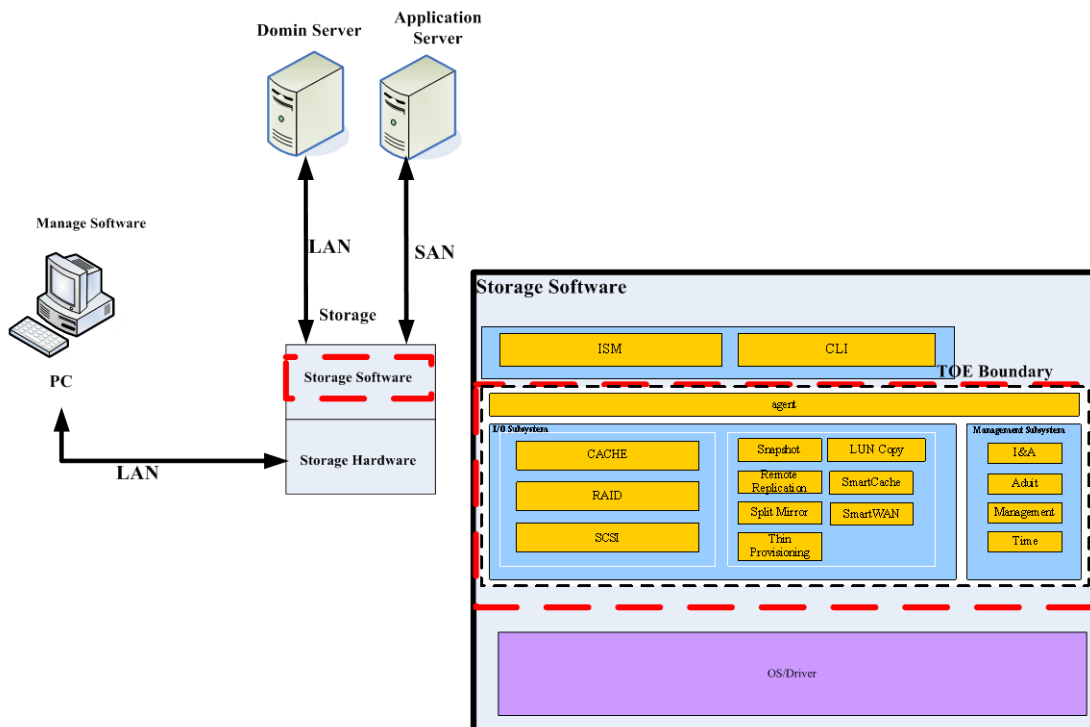 Domin Server
Application
Server
Manage Software
LAN
SAN
Storage
PC
Storage Software
LAN
Storage Hardware
Storage Software
ISM
CLI
TOE Boundary
agent
I/O Subsystem
CACHE
RAID
SCSI
Snapshot
LUN Copy
Remote
Replication
SmartCache
Split Mirror
SmartWAN
Thin
Provisioning
Management Subsystem
I&A
Aduit
Management
Time
OS/Driver